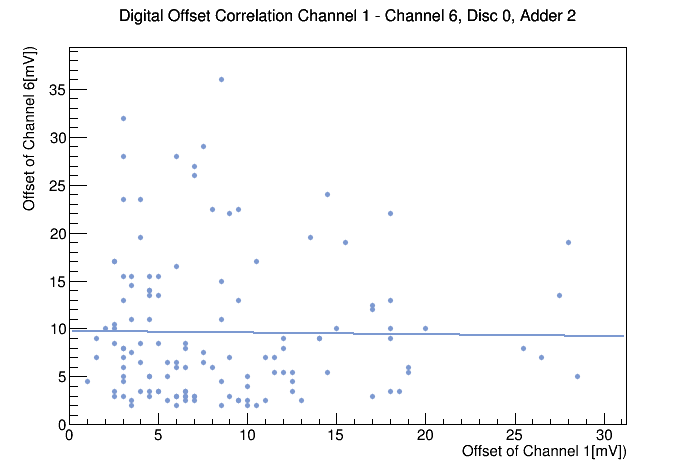 Digital Offset Correlation Channel 1 - Channel 6, Disc 0, Adder 2
Offset of Channel 6[mV])
35
30
25
20
15
10
5
0
0 5 10 15 20 25 30
Offset of Channel 1[mV])